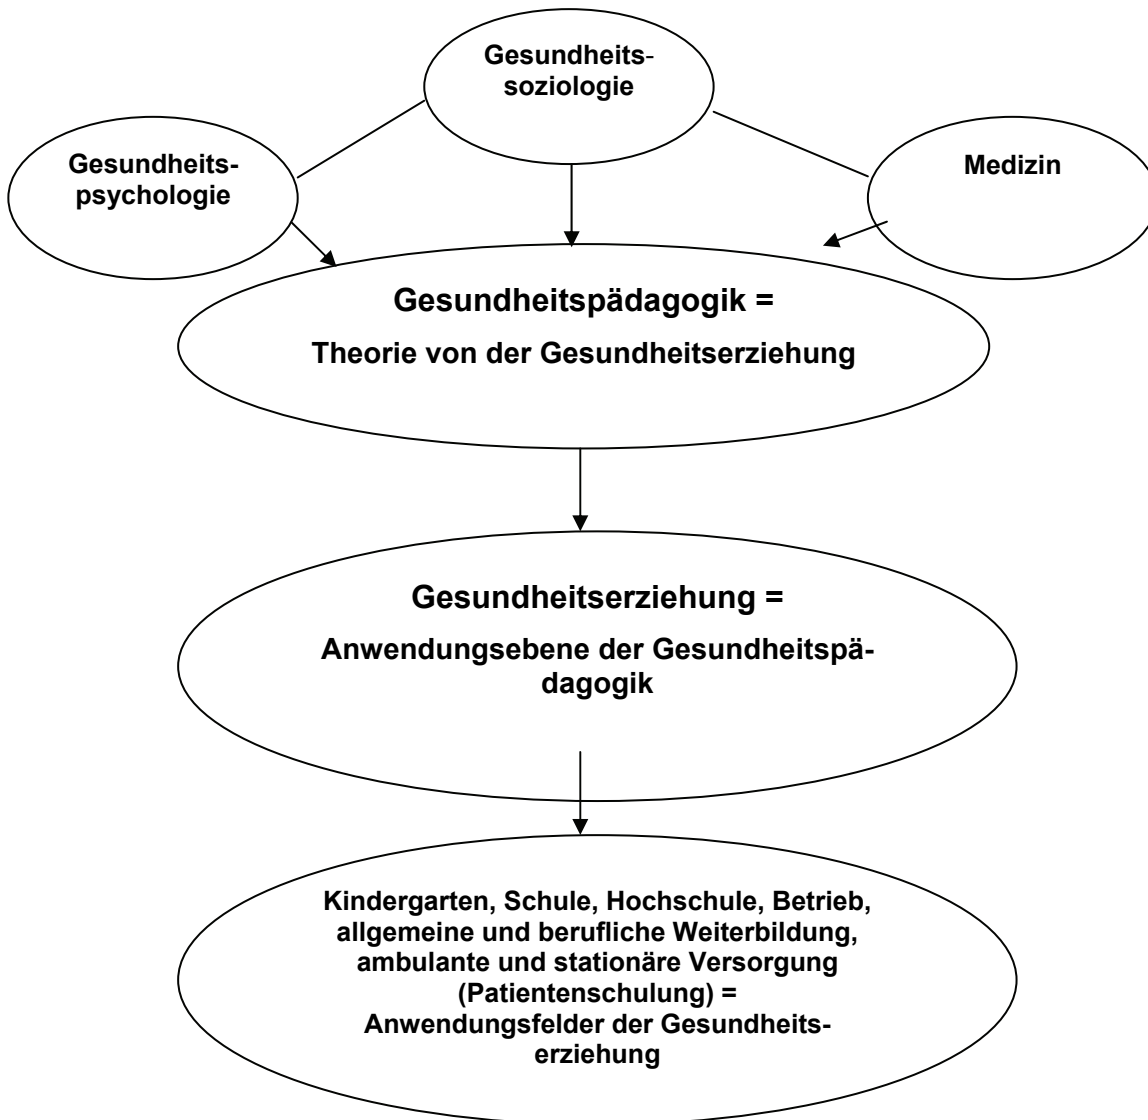 Gesundheits-
soziologie
Gesundheits-
psychologie
Medizin
Gesundheitspädagogik =
Theorie von der Gesundheitserziehung
Gesundheitserziehung =
Anwendungsebene der Gesundheitspä-
dagogik
Kindergarten, Schule, Hochschule, Betrieb,
allgemeine und berufliche Weiterbildung,
ambulante und stationäre Versorgung
(Patientenschulung) =
Anwendungsfelder der Gesundheits-
erziehung